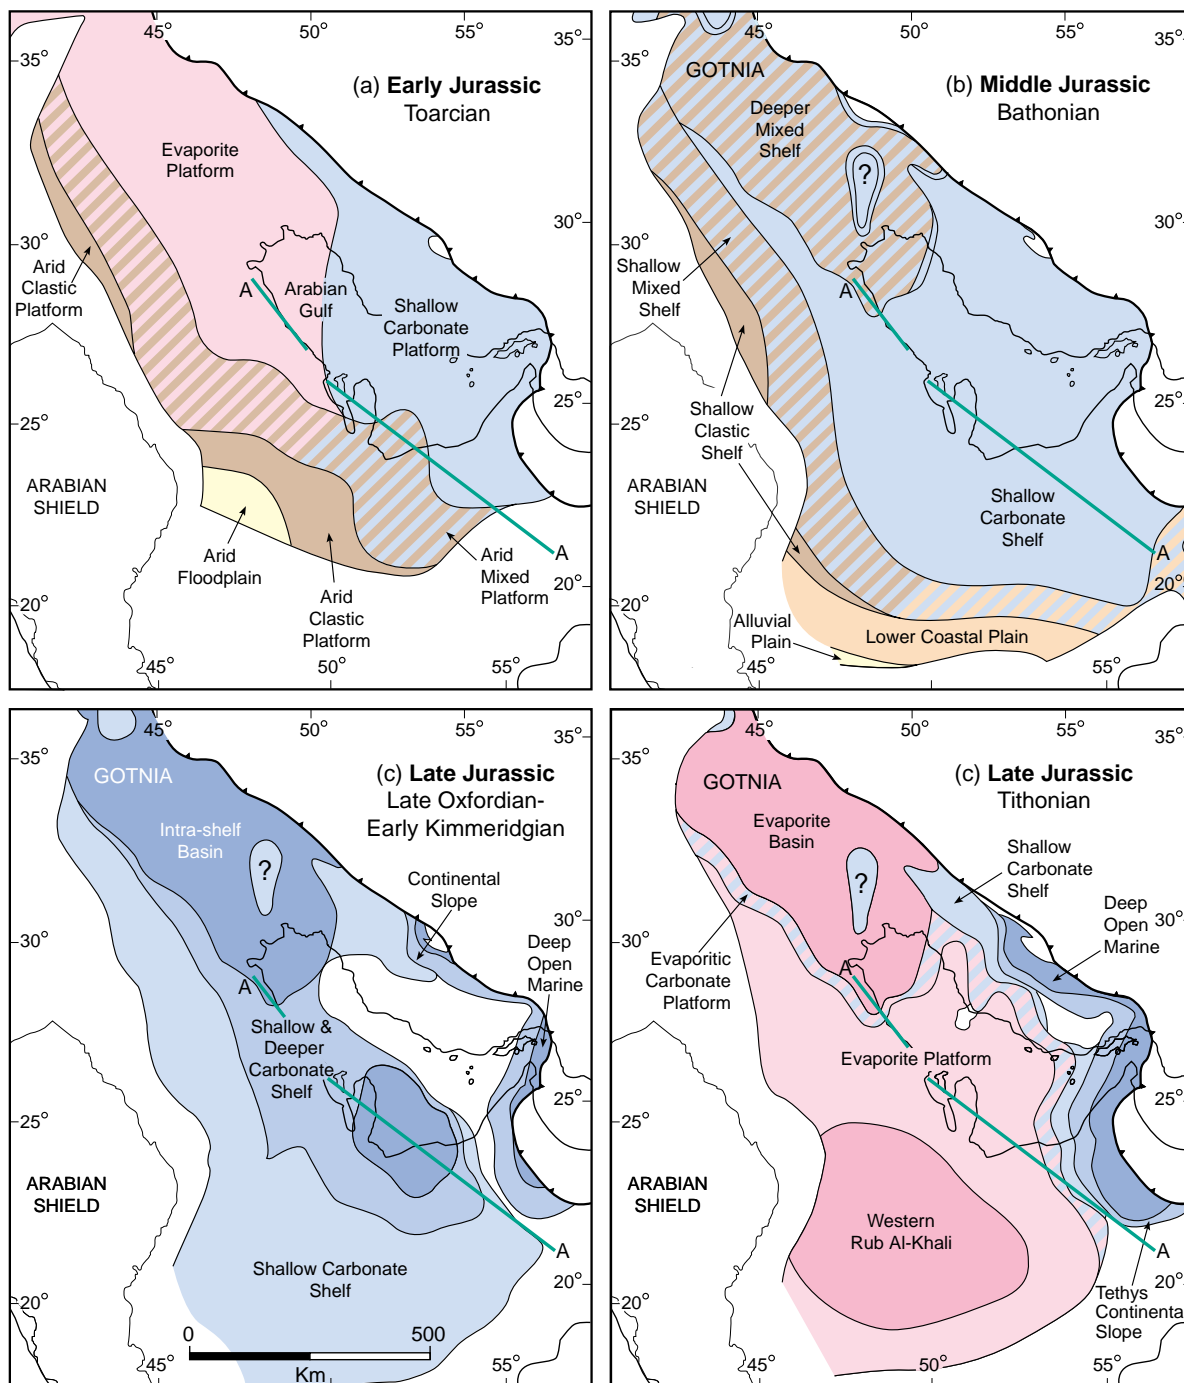 45°
50°
55°
35°
(a) Early Jurassic
Toarcian
Evaporite
Platform
30°
30°
Arid
Clastic
Platform
A
Arabian
Gulf
Shallow
Carbonate
Platform
25°
25°
ARABIAN
SHIELD
Arid
Floodplain
Arid
Clastic
Platform
Arid
Mixed
Platform
A
20°
20°
45°
50°
45°
50°
55°
35°
35°
GOTNIA
(b) Middle Jurassic
Bathonian
Deeper
Mixed
Shelf
?
30°
30°
Shallow
Mixed
Shelf
A
25°
25°
Shallow
Clastic
Shelf
ARABIAN
SHIELD
Shallow
Carbonate
Shelf
A
20°
20°
Alluvial
Plain
Lower Coastal Plain
45°
55°
45°
50°
55°
35°
35°
GOTNIA
(c) Late Jurassic
Late Oxfordian-
Early Kimmeridgian
Intra-shelf
Basin
?
Continental
Slope
30°
30°
Deep
Open
Marine
A
Shallow &
Deeper
Carbonate
Shelf
25°
25°
ARABIAN
SHIELD
A
Shallow Carbonate
Shelf
20°
20°
0
500
Km
45°
45°
50°
55°
35°
35°
GOTNIA
(c) Late Jurassic
Tithonian
Evaporite
Basin
?
Shallow
Carbonate
Shelf
Deep
Open
Marine
30°
30°
Evaporitic
Carbonate
Platform
A
Evaporite Platform
25°
25°
ARABIAN
SHIELD
Western
Rub Al-Khali
A
20°
20°
Tethys
Continental
Slope
50°
55°